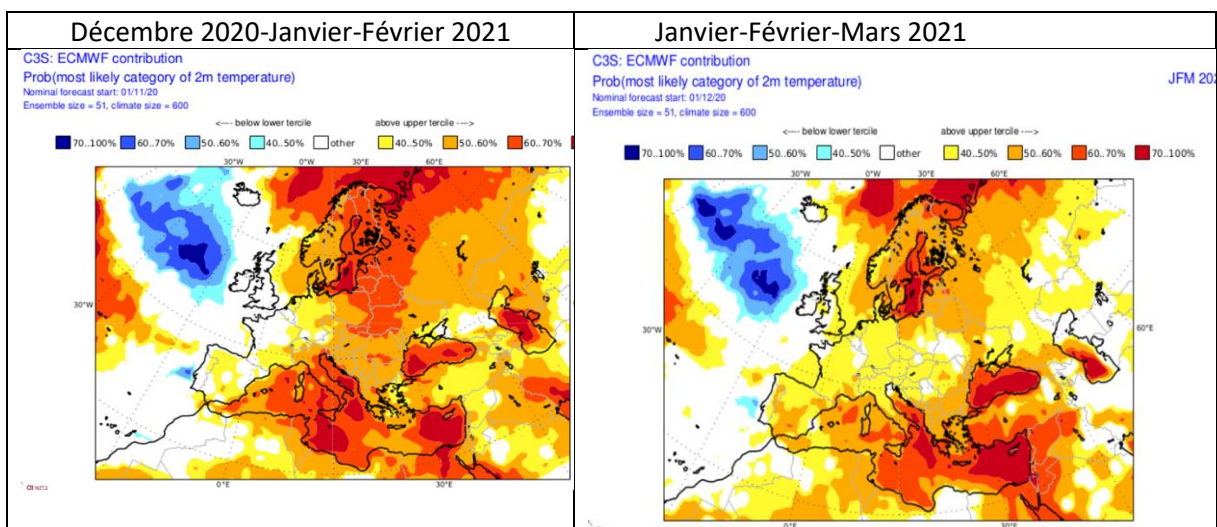 Décembre 2020-Janvier-Février 2021
C3S: ECMWF contribution
Prob(most likely category of 2m temperature)
Nominal forecast start: 01/11/20
Ensemble size = 51, climate size = 600
<---- below lower tercile above upper tercile ---->
70..100% 60..70% 50..60% 40..50% other 40..50% 50..60% 60..70%
30°W 0°W 30°E 60°E
30°W
0°E 30°E
Janvier-Février-Mars 2021
C3S: ECMWF contribution
Prob(most likely category of 2m temperature)
JFM 202
Nominal forecast start: 01/12/20
Ensemble size = 51, climate size = 600
<---- below lower tercile above upper tercile ---->
70..100% 60..70% 50..60% 40..50% other 40..50% 50..60% 60..70% 70..100%
30°W 0°W 30°E 60°E
30°W 60°E
0°E 30°E